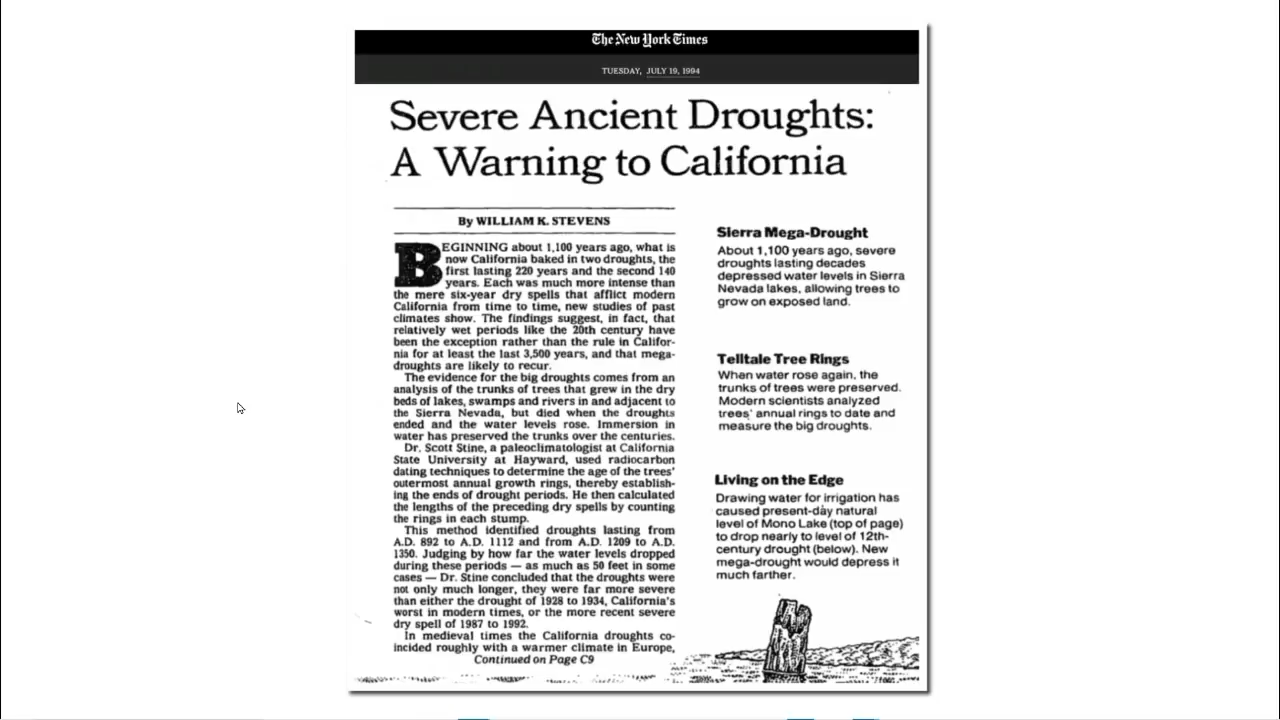 The New York Times
TUESDAY, JULY 19, 1994
Severe Ancient Droughts:
A Warning to California
By WILLIAM K. STEVENS
BEGINNING about 1,100 years ago, what is
now California baked in two droughts, the
first lasting 220 years and the second 140
years. Each was much more intense than
the mere six-year dry spells that afflict modern
California from time to time, new studies of past
climates show. The findings suggest, in fact, that
relatively wet periods like the 20th century have
been the exception rather than the rule in Califor-
nia for at least the last 3,500 years, and that mega-
droughts are likely to recur.
The evidence for the big droughts comes from an
analysis of the trunks of trees that grew in the dry
beds of lakes, swamps and rivers in and adjacent to
the Sierra Nevada, but died when the droughts
ended and the water levels rose. Immersion in
water has preserved the trunks over the centuries.
Dr. Scott Stine, a paleoclimatologist at California
State University at Hayward, used radiocarbon
dating techniques to determine the age of the trees'
outermost annual growth rings, thereby establish-
ing the ends of drought periods. He then calculated
the lengths of the preceding dry spells by counting
the rings in each stump.
This method identified droughts lasting from
A.D. 892 to A.D. 1112 and from A.D. 1209 to A.D.
1350. Judging by how far the water levels dropped
during these periods — as much as 50 feet in some
cases — Dr. Stine concluded that the droughts were
not only much longer, they were far more severe
than either the drought of 1928 to 1934, California's
worst in modern times, or the more recent severe
dry spell of 1987 to 1992.
In medieval times the California droughts co-
incided roughly with a warmer climate in Europe,
Continued on Page C9
Sierra Mega-Drought
About 1,100 years ago, severe
droughts lasting decades
depressed water levels in Sierra
Nevada lakes, allowing trees to
grow on exposed land.
Telltale Tree Rings
When water rose again, the
trunks of trees were preserved.
Modern scientists analyzed
trees' annual rings to date and
measure the big droughts.
Living on the Edge
Drawing water for irrigation has
caused present-day natural
level of Mono Lake (top of page)
to drop nearly to level of 12th-
century drought (below). New
mega-drought would depress it
much farther.